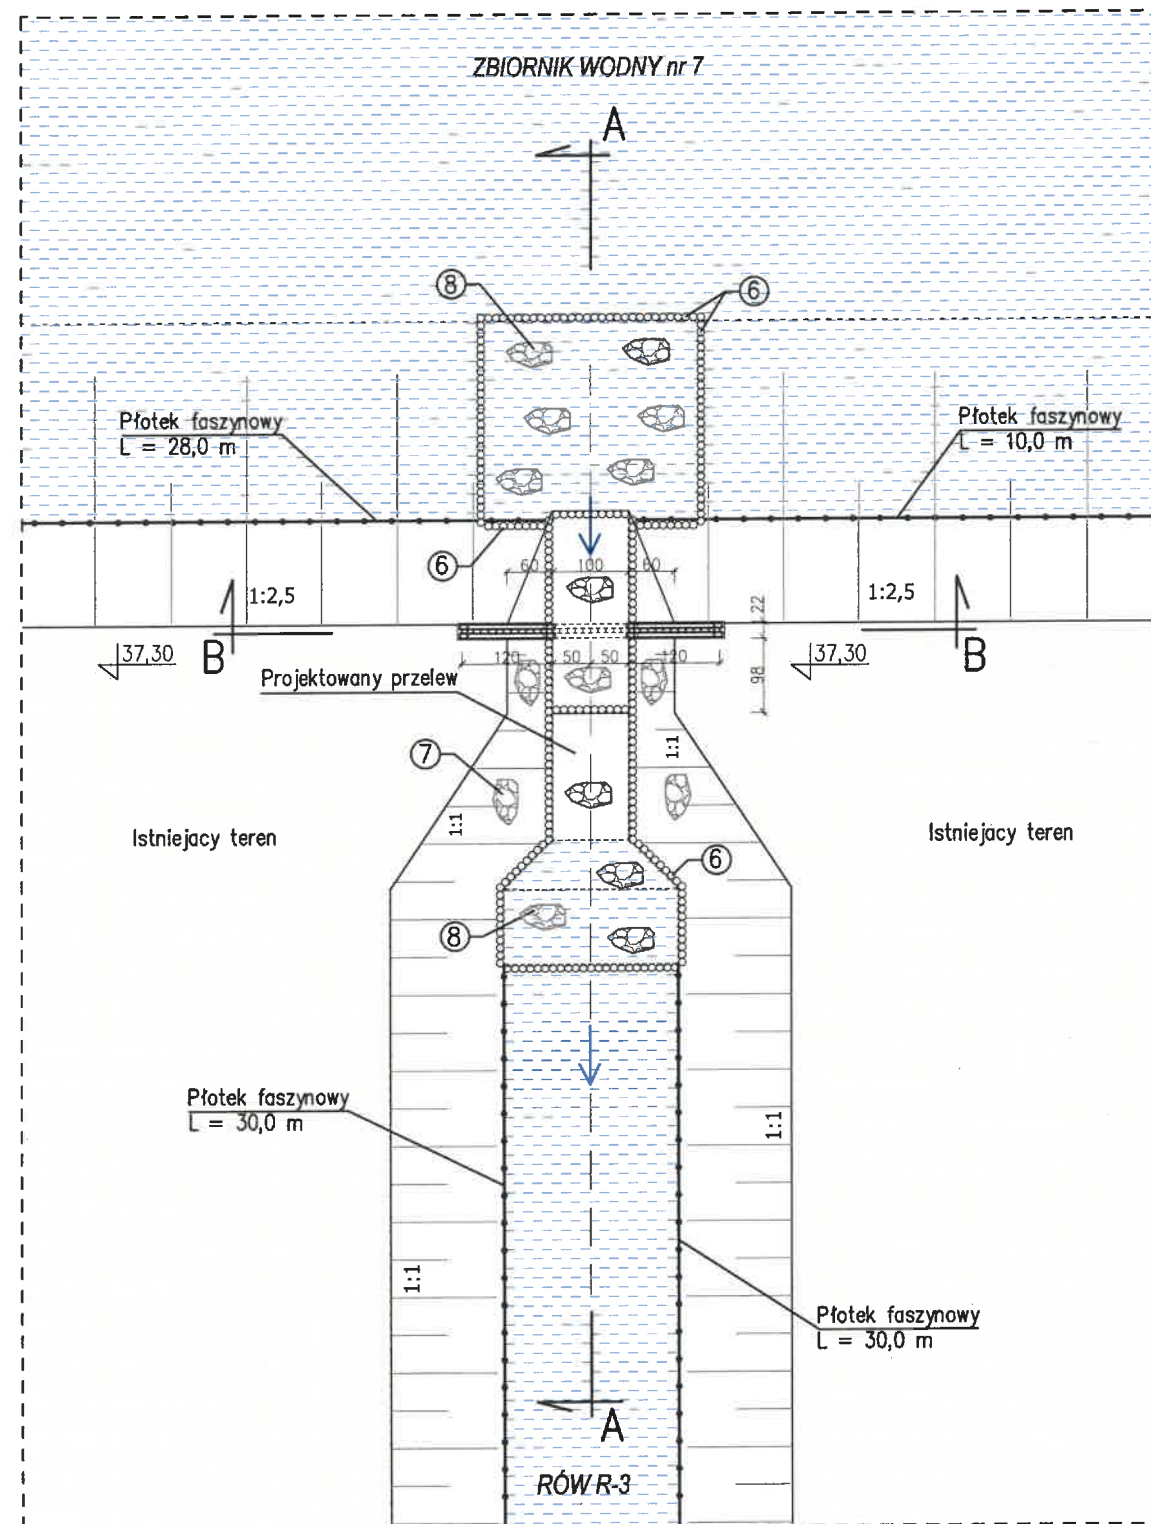 ZBIORNIK WODNY nr 7
A
8
6
Płotek faszynowy
L = 28,0 m
Płotek faszynowy
L = 10,0 m
6
60 100 60
1:2,5
1:2,5
22
B
B
37,30
37,30
120 50 50 120
98
Projektowany przelew
7
1:1
1:1
Istniejacy teren
Istniejacy teren
6
8
Płotek faszynowy
L = 30,0 m
1:1
1:1
Płotek faszynowy
L = 30,0 m
A
RÓW R-3